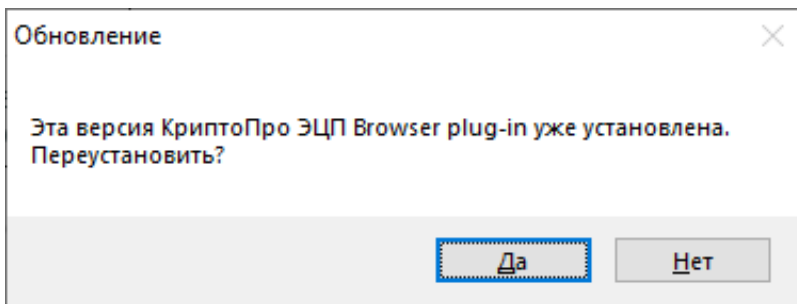 Обновление
Эта версия КриптоПро ЭЦП Browser plug-in уже установлена.
Переустановить?
Да
Нет